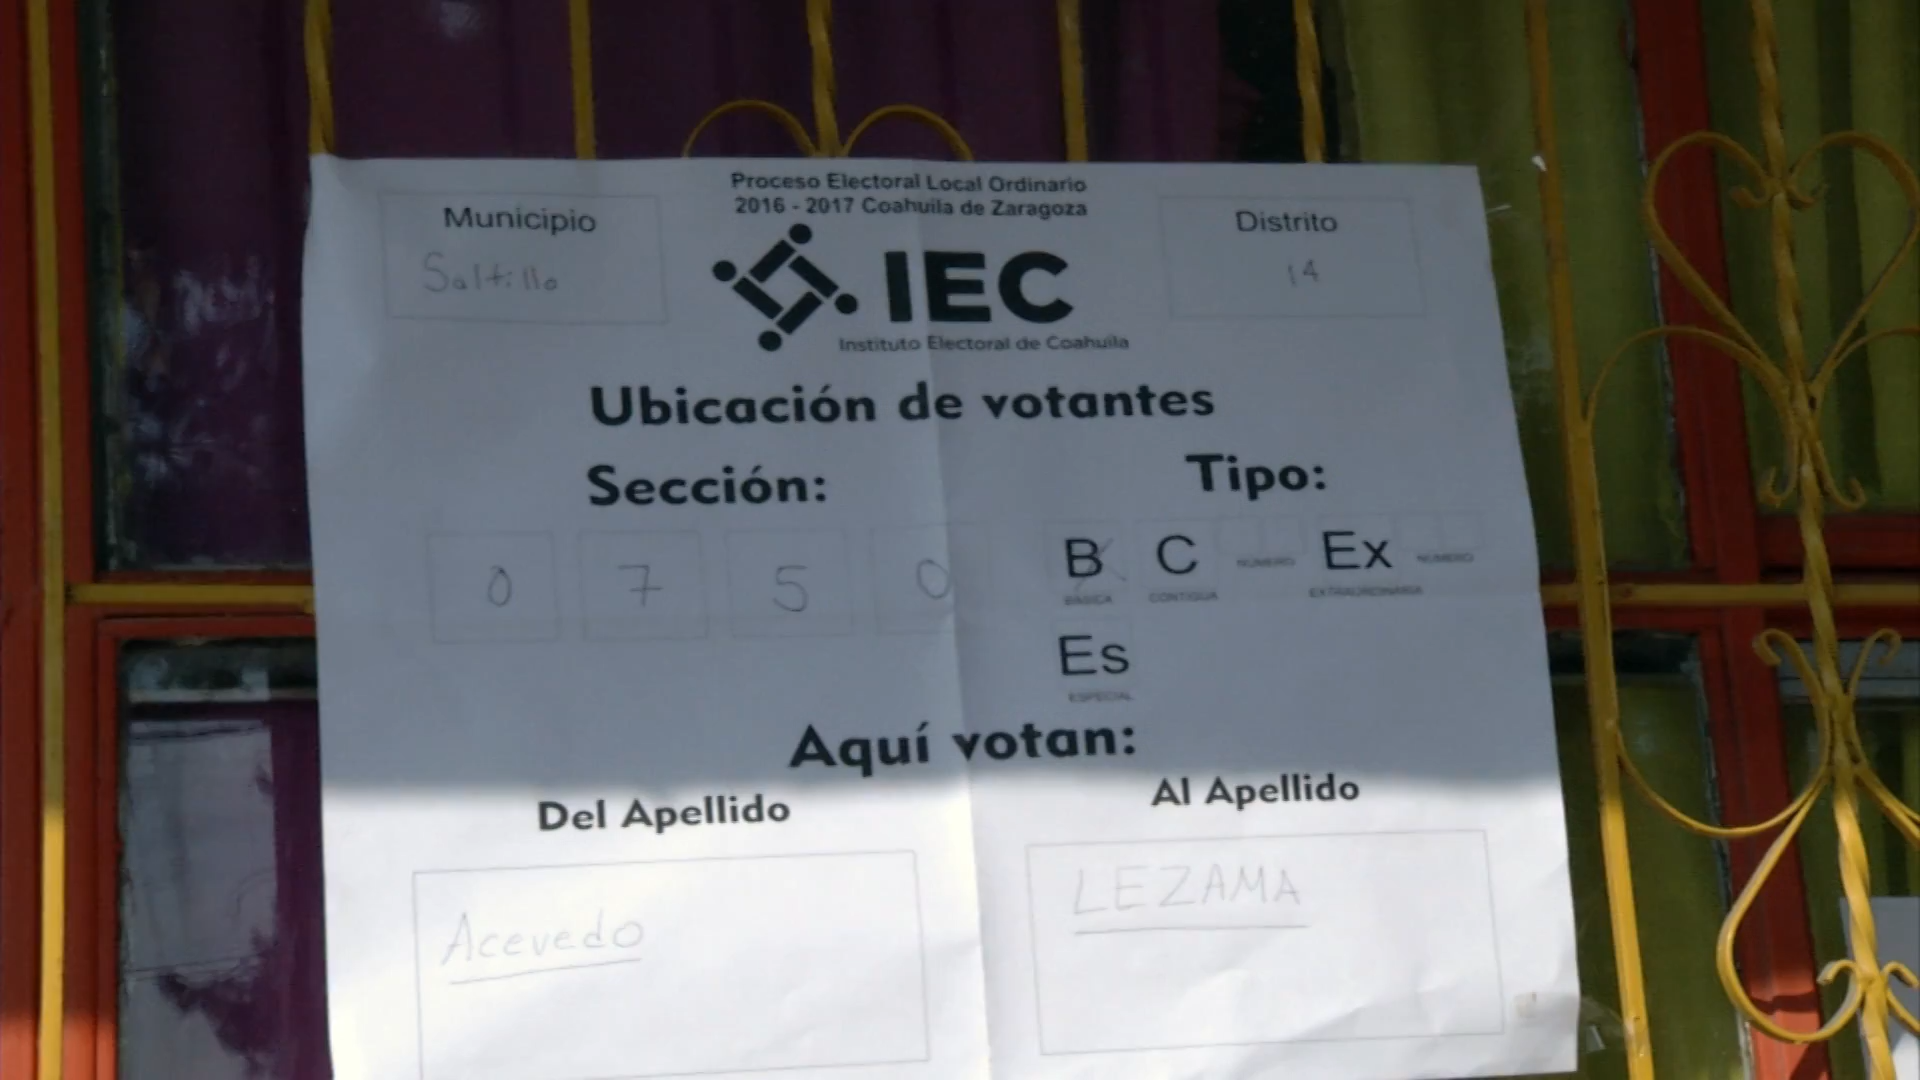 Proceso Electoral Local Ordinario
2016 - 2017 Coahuila de Zaragoza
Municipio
Saltillo
IEC
Instituto Electoral de Coahuila
Distrito
14
Ubicación de votantes
Sección:
0 7 5 0
Tipo:
B C Ex
BÁSICA CONTIGUA NUMERO EXTRAORDINARIA NUMERO
Es
ESPECIAL
Aquí votan:
Del Apellido
Acevedo
Al Apellido
LEZAMA